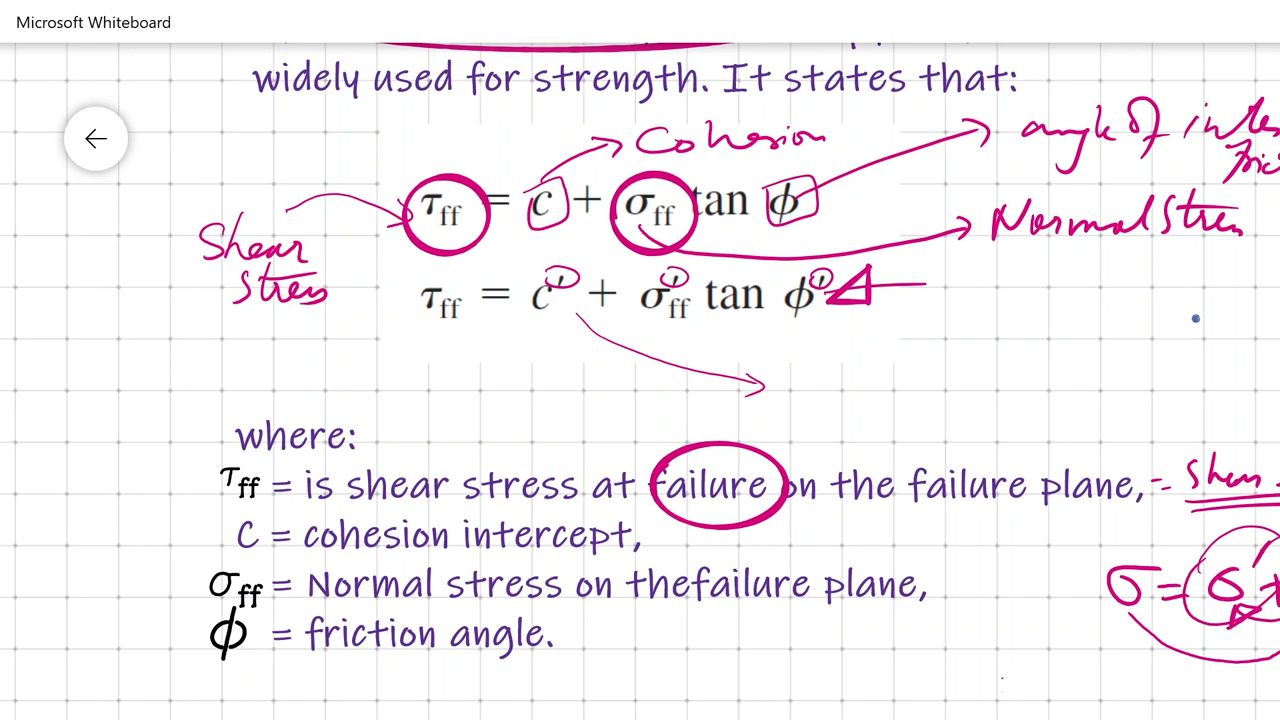 Microsoft Whiteboard
widely used for strength. It states that:
Cohesion
angle of
τff = c + σff tan ϕ
Normal Stress
Shear
Stress
τff = c' + σ'ff tan ϕ'
where:
τff = is shear stress at failure on the failure plane, -- Shear
C = cohesion intercept,
σff = Normal stress on thefailure plane,
σ = σ' +
ϕ = friction angle.